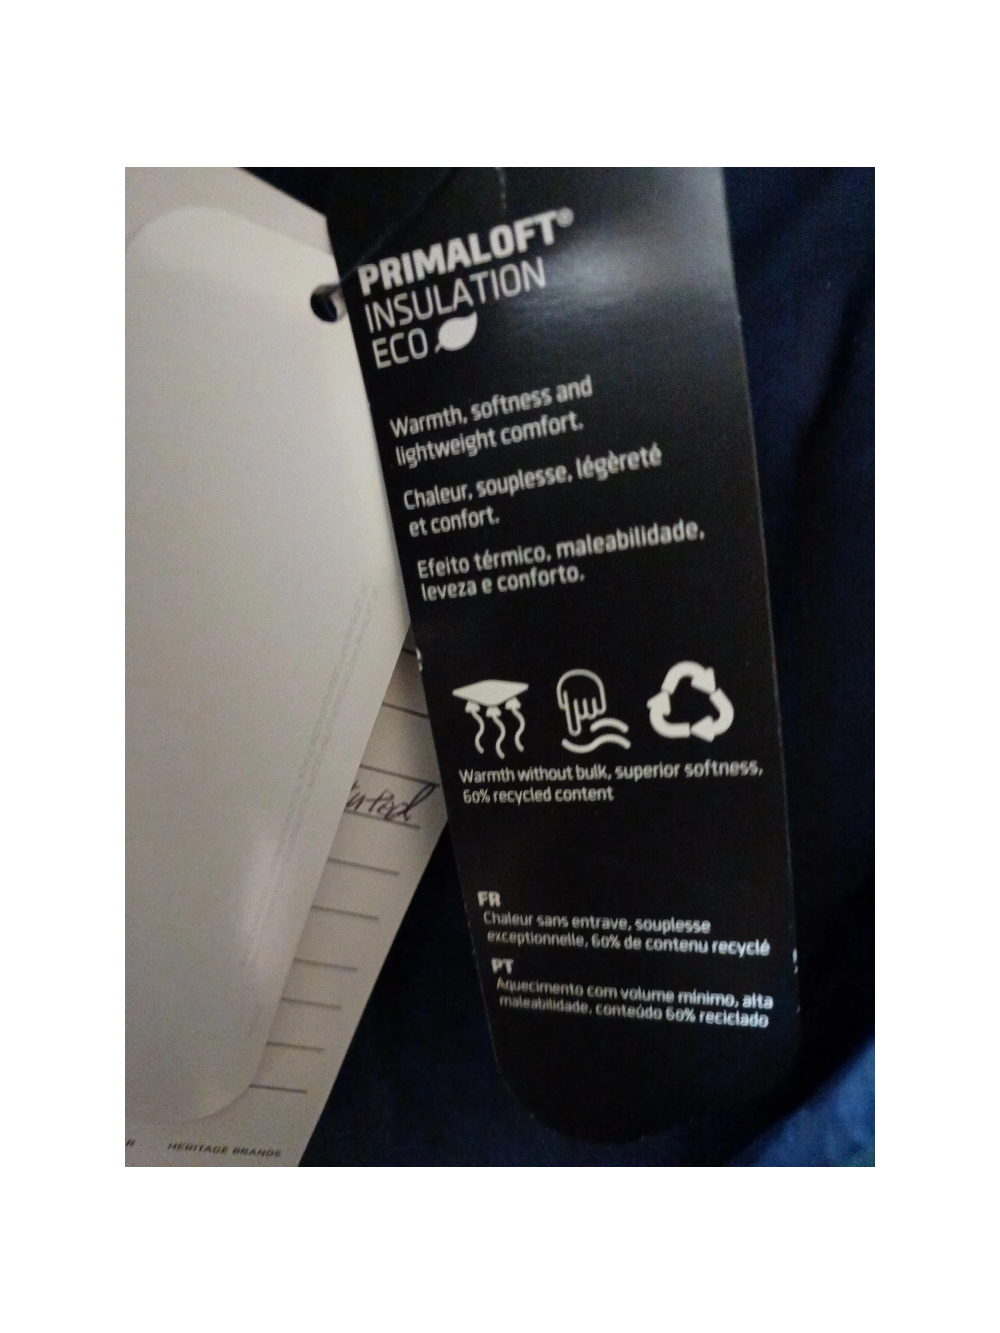 PRIMALOFT®
INSULATION
ECO
Warmth, softness and
lightweight comfort.
Chaleur, souplesse, légèreté
et confort.
Efeito térmico, maleabilidade,
leveza e conforto.
Warmth without bulk, superior softness,
60% recycled content
FR
Chaleur sans entrave, souplesse
exceptionnelle, 60% de contenu recyclé
PT
Aquecimento com volume mínimo, alta
maleabilidade, conteúdo 60% reciclado
HERITAGE BRANDS